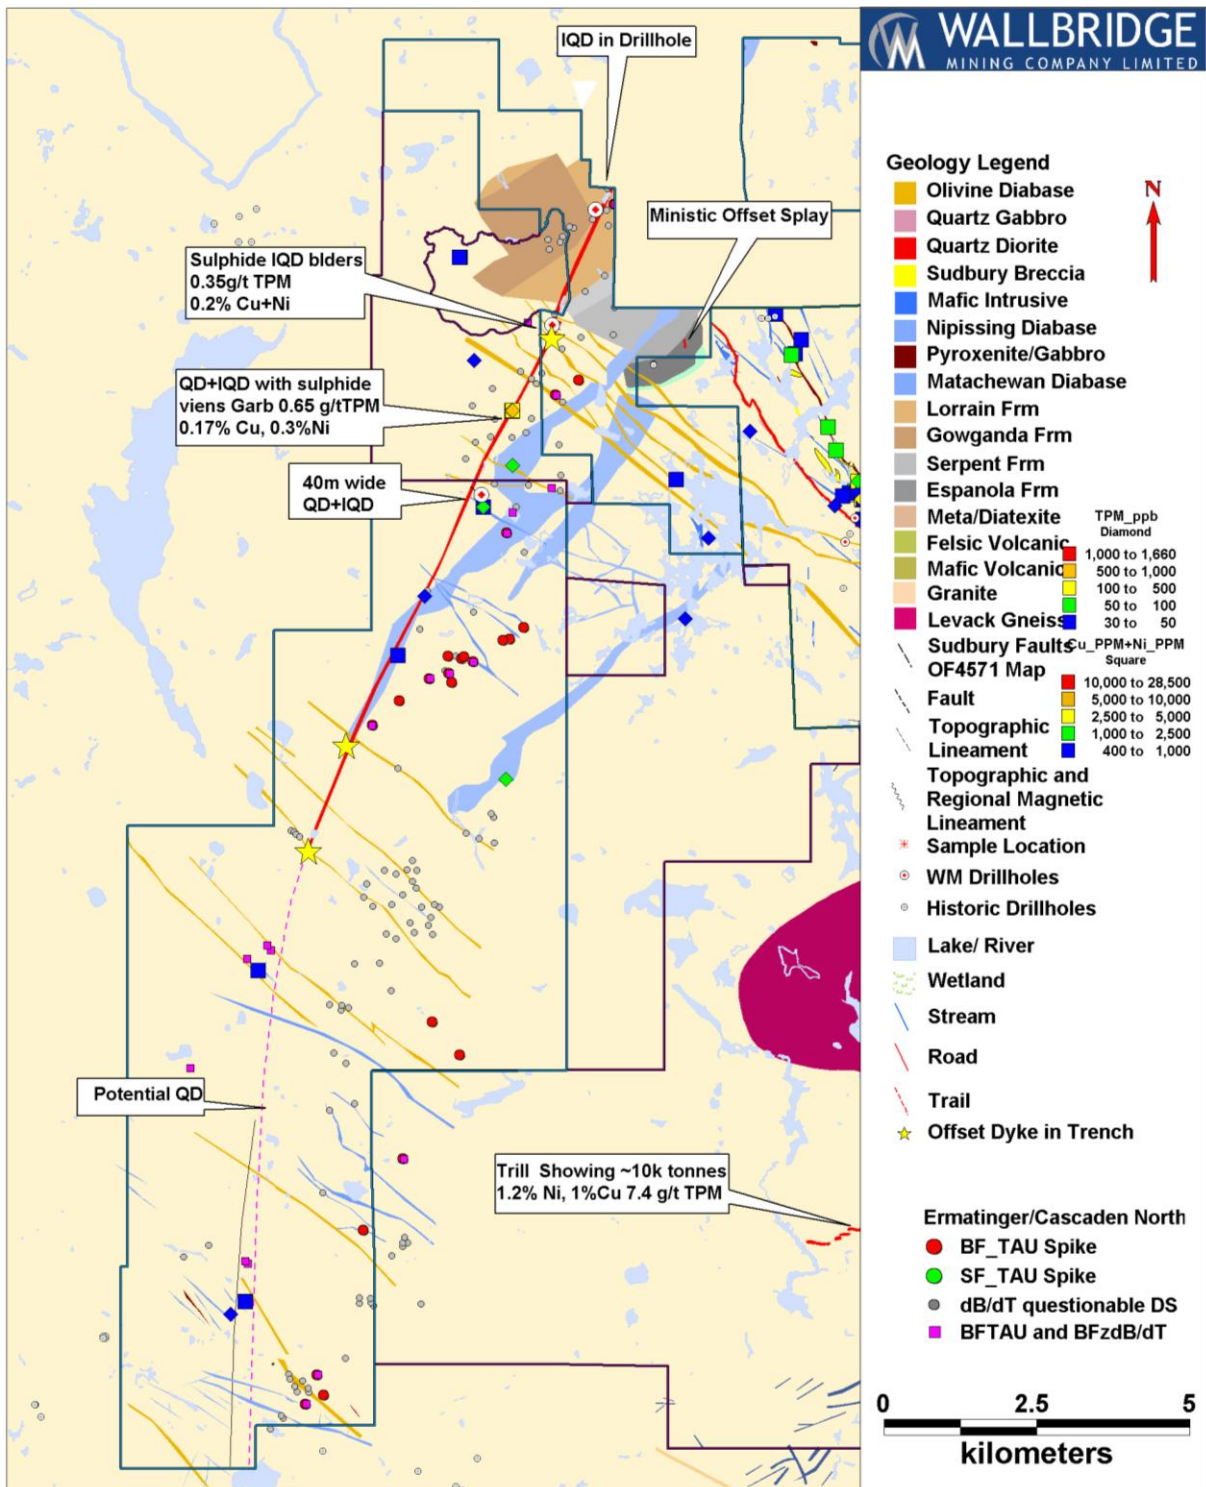 WALLBRIDGE
MINING COMPANY LIMITED
IQD in Drillhole
Ministic Offset Splay
Sulphide IQD blders
0.35g/t TPM
0.2% Cu+Ni
QD+IQD with sulphide
viens Garb 0.65 g/tTPM
0.17% Cu, 0.3%Ni
40m wide
QD+IQD
Potential QD
Trill Showing ~10k tonnes
1.2% Ni, 1%Cu 7.4 g/t TPM
Geology Legend
N
Olivine Diabase
Quartz Gabbro
Quartz Diorite
Sudbury Breccia
Mafic Intrusive
Nipissing Diabase
Pyroxenite/Gabbro
Matachewan Diabase
Lorrain Frm
Gowganda Frm
Serpent Frm
Espanola Frm
Meta/Diatexite
Felsic Volcanic
Mafic Volcanic
Granite
Levack Gneiss
Sudbury Faults
OF4571 Map
Fault
Topographic
Lineament
Topographic and
Regional Magnetic
Lineament
Sample Location
WM Drillholes
Historic Drillholes
Lake/ River
Wetland
Stream
Road
Trail
Offset Dyke in Trench
TPM_ppb
Diamond
1,000 to 1,660
500 to 1,000
100 to 500
50 to 100
30 to 50
Cu_PPM+Ni_PPM
Square
10,000 to 28,500
5,000 to 10,000
2,500 to 5,000
1,000 to 2,500
400 to 1,000
Ermatinger/Cascaden North
BF_TAU Spike
SF_TAU Spike
dB/dT questionable DS
BFTAU and BFzdB/dT
0 2.5 5
kilometers